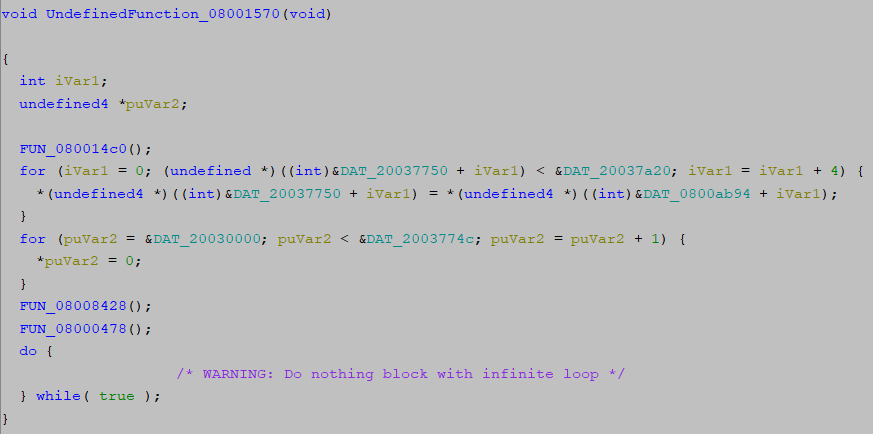 void UndefinedFunction_08001570(void)
{
int iVar1;
undefined4 *puVar2;
FUN_080014c0();
for (iVar1 = 0; (undefined *)((int)&DAT_20037750 + iVar1) < &DAT_20037a20; iVar1 = iVar1 + 4) {
*(undefined4 *)((int)&DAT_20037750 + iVar1) = *(undefined4 *)((int)&DAT_0800ab94 + iVar1);
}
for (puVar2 = &DAT_20030000; puVar2 < &DAT_2003774c; puVar2 = puVar2 + 1) {
*puVar2 = 0;
}
FUN_08008428();
FUN_08000478();
do {
/* WARNING: Do nothing block with infinite loop */
} while( true );
}